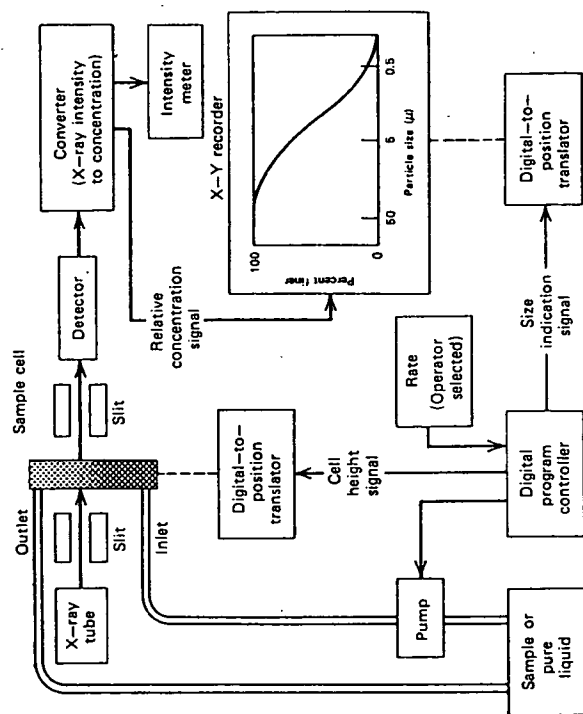 Converter
(X-ray intensity
to concentration)
Intensity
meter
Detector
Sample cell
Slit
Slit
Outlet
Inlet
X-ray
tube
Relative
concentration
signal
X-Y recorder
100
Percent finer
0
50
5
0.5
Particle size (μ)
Digital-to-
position
translator
Cell
height
signal
Rate
(Operator
selected)
Size
indication
signal
Digital-to-
position
translator
Pump
Digital
program
controller
Sample or
pure
liquid